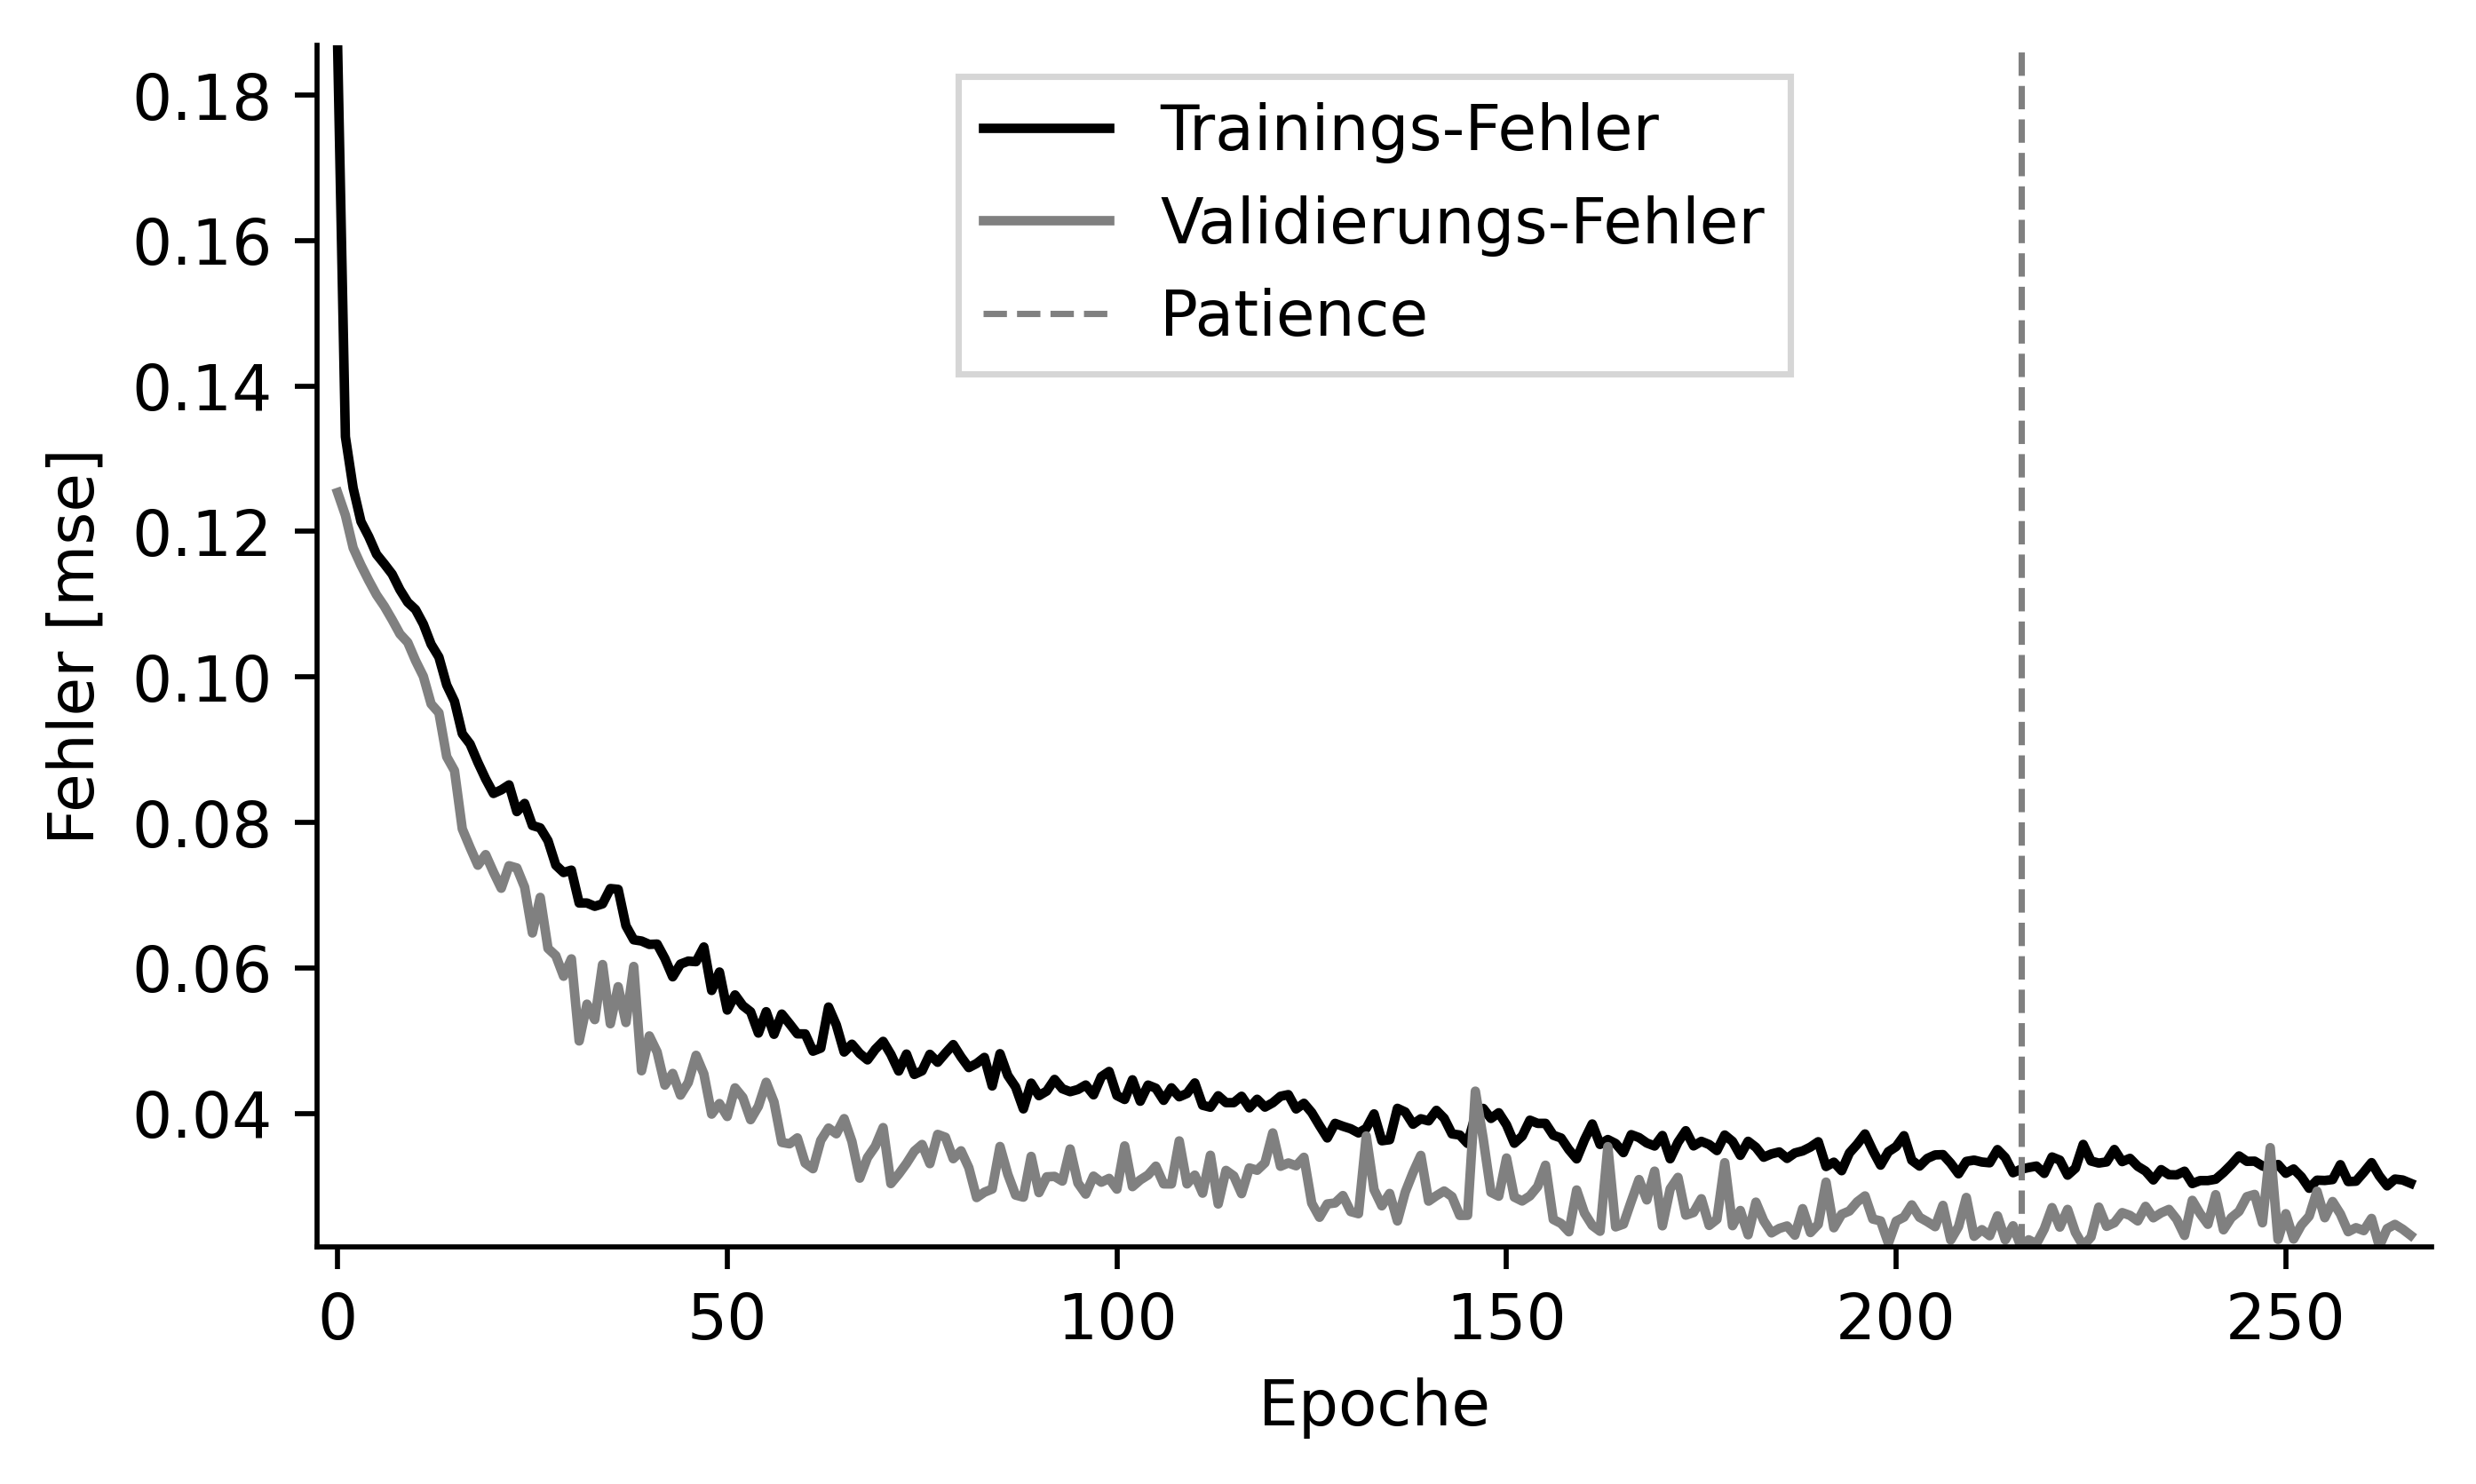 Trainings-Fehler
Validierungs-Fehler
Patience
Fehler [mse]
0.18
0.16
0.14
0.12
0.10
0.08
0.06
0.04
0 50 100 150 200 250
Epoche